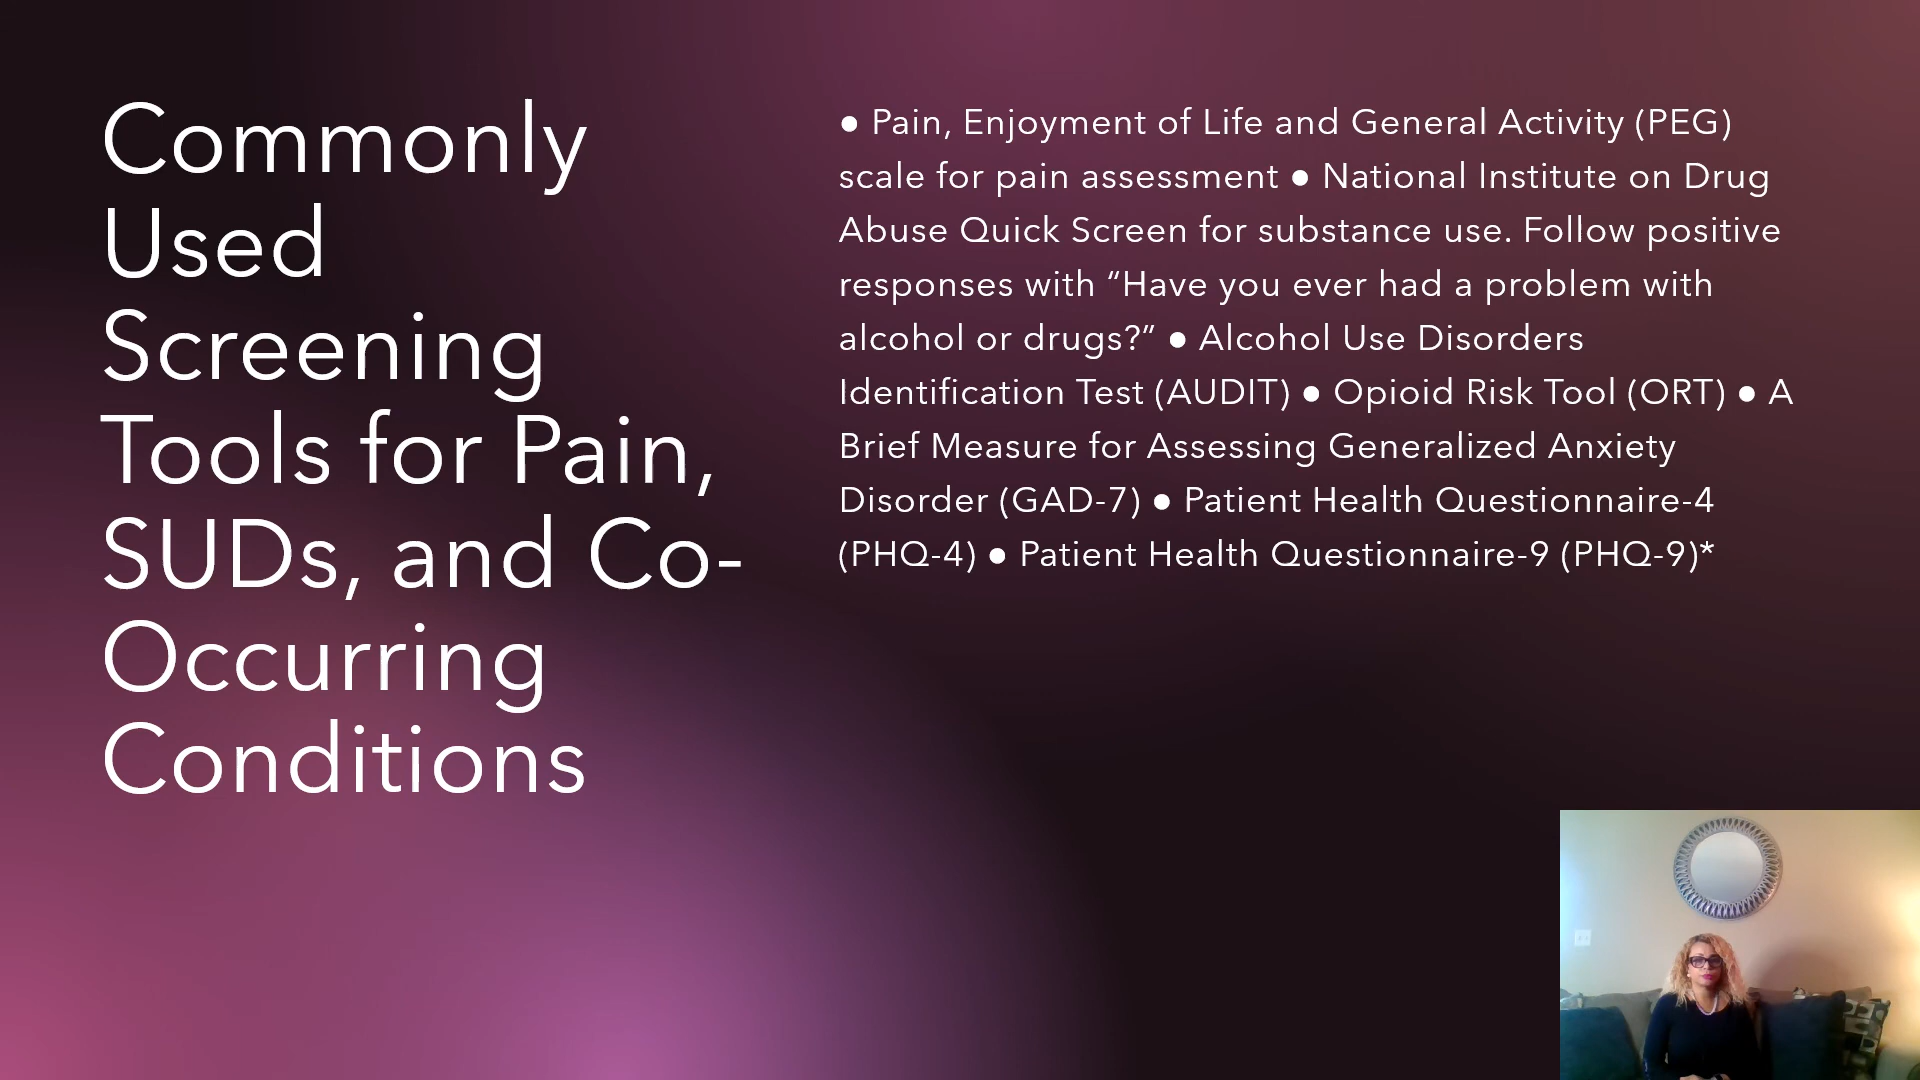 Commonly
Used
Screening
Tools for Pain,
SUDs, and Co-
Occurring
Conditions
● Pain, Enjoyment of Life and General Activity (PEG)
scale for pain assessment ● National Institute on Drug
Abuse Quick Screen for substance use. Follow positive
responses with “Have you ever had a problem with
alcohol or drugs?” ● Alcohol Use Disorders
Identification Test (AUDIT) ● Opioid Risk Tool (ORT) ● A
Brief Measure for Assessing Generalized Anxiety
Disorder (GAD-7) ● Patient Health Questionnaire-4
(PHQ-4) ● Patient Health Questionnaire-9 (PHQ-9)*